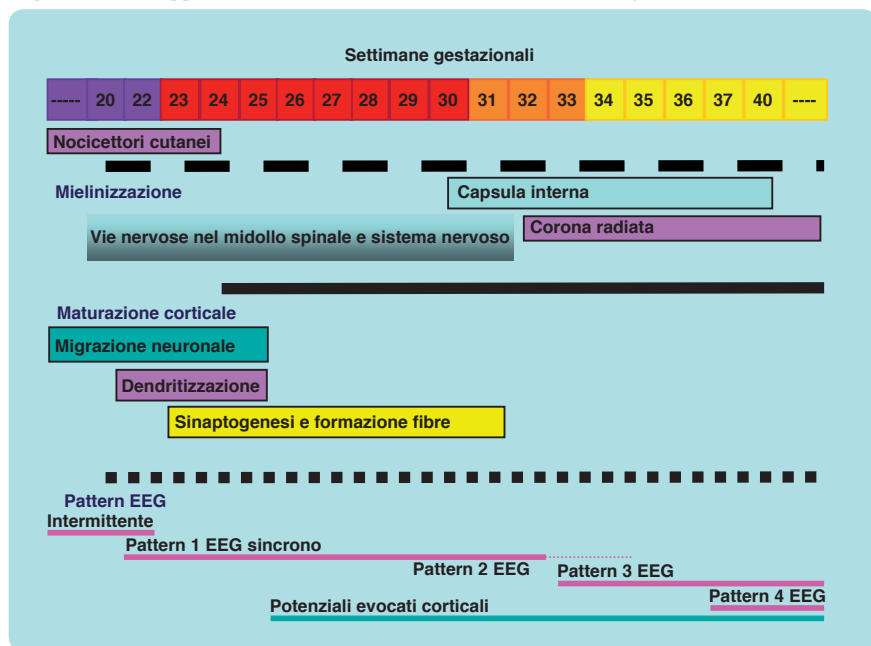 Settimane gestazionali
----- 20 22 23 24 25 26 27 28 29 30 31 32 33 34 35 36 37 40 ----
Nocicettori cutanei
Mielinizzazione
Capsula interna
Vie nervose nel midollo spinale e sistema nervoso
Corona radiata
Maturazione corticale
Migrazione neuronale
Dendritizzazione
Sinaptogenesi e formazione fibre
Pattern EEG
Intermittente
Pattern 1 EEG sincrono
Pattern 2 EEG
Pattern 3 EEG
Pattern 4 EEG
Potenziali evocati corticali